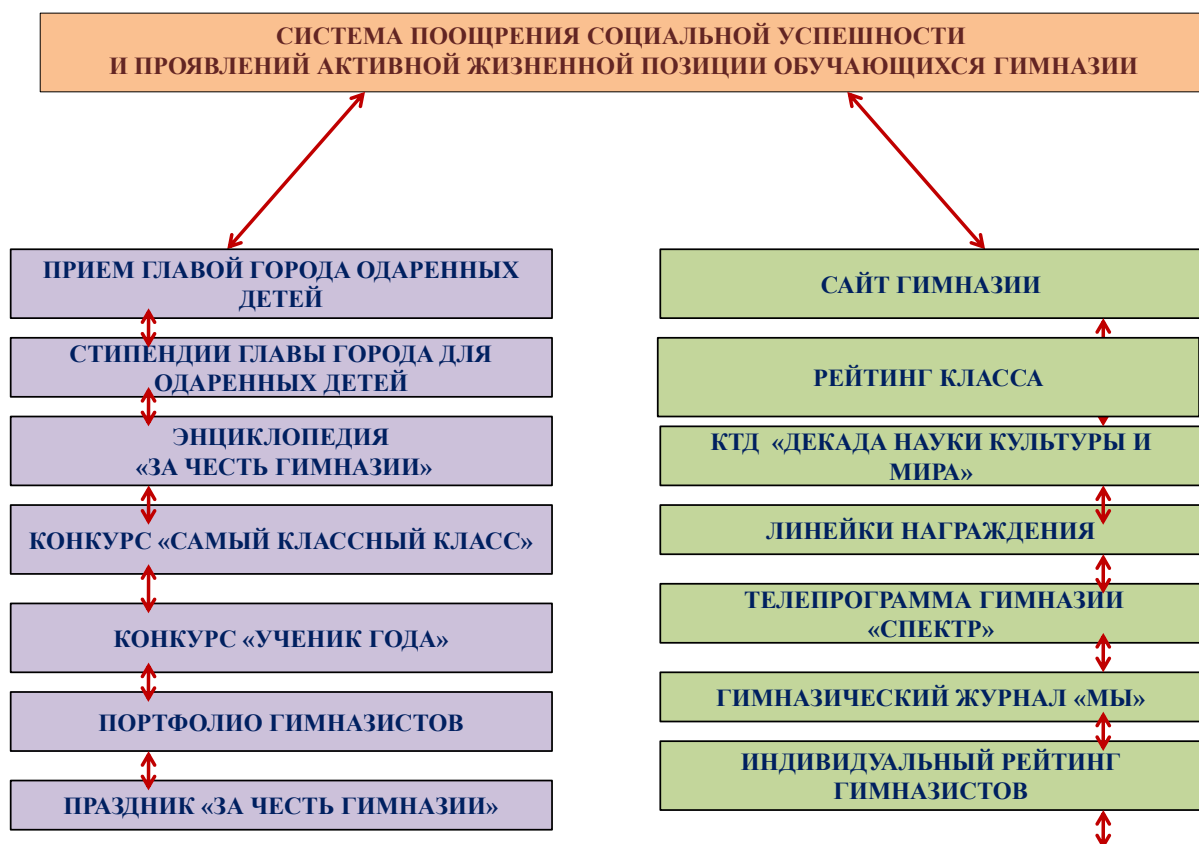 СИСТЕМА ПООЩРЕНИЯ СОЦИАЛЬНОЙ УСПЕШНОСТИ
И ПРОЯВЛЕНИЙ АКТИВНОЙ ЖИЗНЕННОЙ ПОЗИЦИИ ОБУЧАЮЩИХСЯ ГИМНАЗИИ
ПРИЕМ ГЛАВОЙ ГОРОДА ОДАРЕННЫХ
ДЕТЕЙ
СТИПЕНДИИ ГЛАВЫ ГОРОДА ДЛЯ
ОДАРЕННЫХ ДЕТЕЙ
ЭНЦИКЛОПЕДИЯ
«ЗА ЧЕСТЬ ГИМНАЗИИ»
КОНКУРС «САМЫЙ КЛАССНЫЙ КЛАСС»
КОНКУРС «УЧЕНИК ГОДА»
ПОРТФОЛИО ГИМНАЗИСТОВ
ПРАЗДНИК «ЗА ЧЕСТЬ ГИМНАЗИИ»
САЙТ ГИМНАЗИИ
РЕЙТИНГ КЛАССА
КТД «ДЕКАДА НАУКИ КУЛЬТУРЫ И
МИРА»
ЛИНЕЙКИ НАГРАЖДЕНИЯ
ТЕЛЕПРОГРАММА ГИМНАЗИИ
«СПЕКТР»
ГИМНАЗИЧЕСКИЙ ЖУРНАЛ «МЫ»
ИНДИВИДУАЛЬНЫЙ РЕЙТИНГ
ГИМНАЗИСТОВ